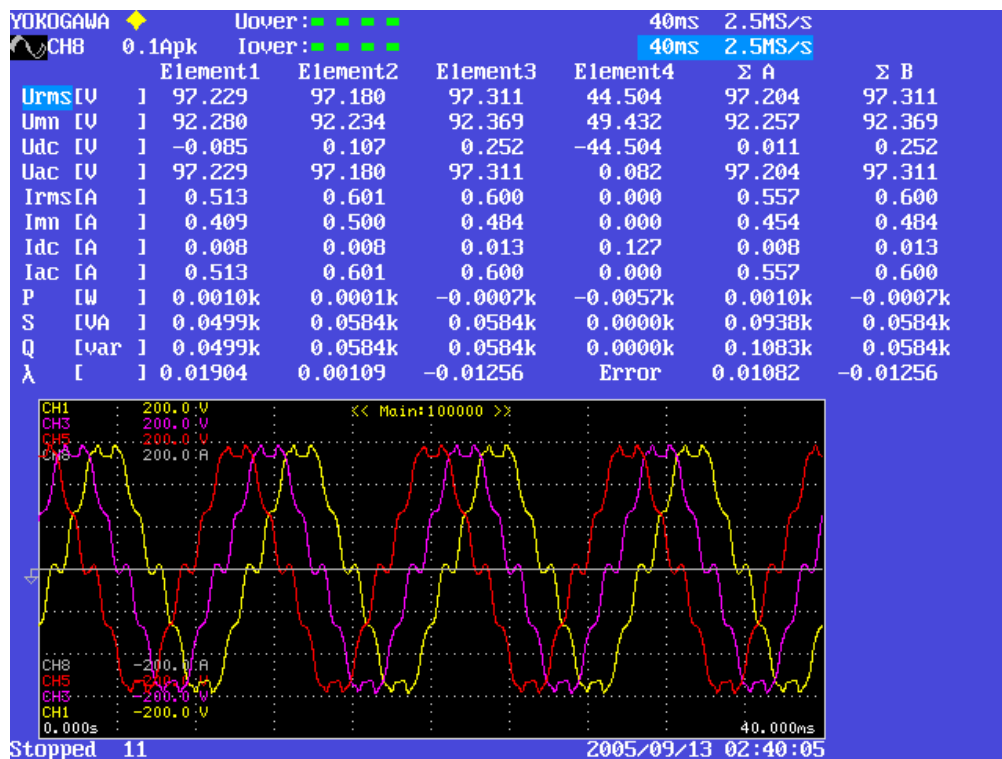 YOKOGAWA Uover: 40ms 2.5MS/s
CH8 0.1Apk Iover: 40ms 2.5MS/s
Element1 Element2 Element3 Element4 Σ A Σ B
Urms[V ] 97.229 97.180 97.311 44.504 97.204 97.311
Umn [V ] 92.280 92.234 92.369 49.432 92.257 92.369
Udc [V ] -0.085 0.107 0.252 -44.504 0.011 0.252
Uac [V ] 97.229 97.180 97.311 0.082 97.204 97.311
Irms[A ] 0.513 0.601 0.600 0.000 0.557 0.600
Imn [A ] 0.409 0.500 0.484 0.000 0.454 0.484
Idc [A ] 0.008 0.008 0.013 0.127 0.008 0.013
Iac [A ] 0.513 0.601 0.600 0.000 0.557 0.600
P [W ] 0.0010k 0.0001k -0.0007k -0.0057k 0.0010k -0.0007k
S [VA ] 0.0499k 0.0584k 0.0584k 0.0000k 0.0938k 0.0584k
Q [var ] 0.0499k 0.0584k 0.0584k 0.0000k 0.1083k 0.0584k
λ [ ] 0.01904 0.00109 -0.01256 Error 0.01082 -0.01256
CH1 200.0 V << Main:100000 >>
CH3 200.0 V
CH5 200.0 V
CH8 200.0 A
CH8 -200.0 A
CH5 -200.0 V
CH3 -200.0 V
CH1 -200.0 V
0.000s 40.000ms
Stopped 11 2005/09/13 02:40:05